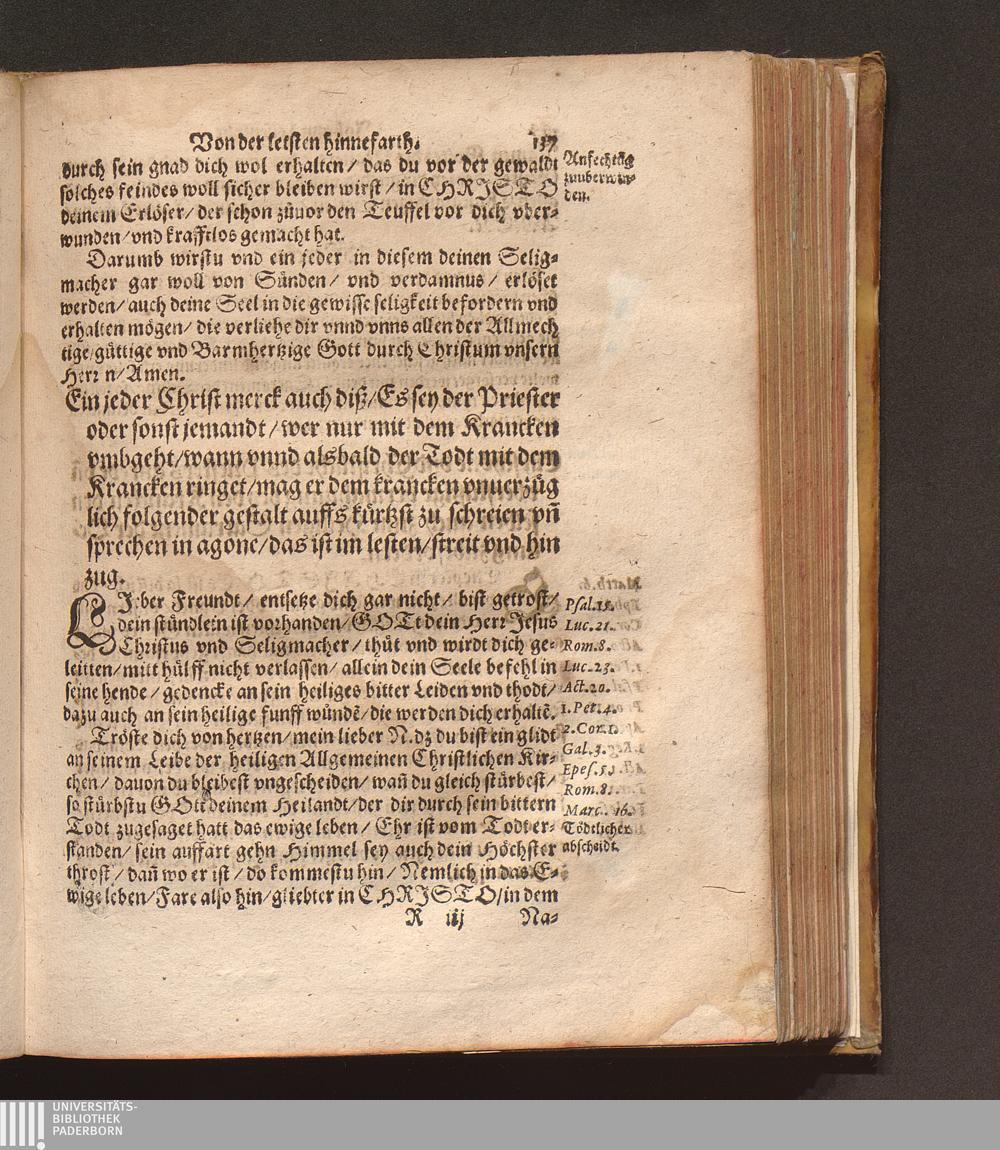 Von der letsten hinnefarth. 137
durch sein gnad dich wol erhalten / das du vor der gewaldt
solches feindes woll sicher bleiben wirst / in CHRISTO
deinem Erlöser / der schon züuor den Teuffel vor dich vber-
wunden / vnd krafftlos gemacht hat.
Anfechtūg
zuuberwin-
den.
Darumb wirstu vnd ein jeder in diesem deinen Selig-
macher gar woll von Sünden / vnd verdamnus / erlöset
werden / auch deine Seel in die gewisse seligkeit befordern vnd
erhalten mögen / die verliehe dir vnnd vnns allen der Allmech
tige / güttige vnd Barmhertzige Gott durch Christum vnsern
Herrn / Amen.
Ein jeder Christ merck auch diß / Es sey der Priester
oder sonst jemandt / wer nur mit dem Krancken
vmbgeht / wann vnnd alsbald der Todt mit dem
Krancken ringet / mag er dem krancken vnuerzüg
lich folgender gestalt auffs kürtzst zu schreien vñ
sprechen in agone / das ist im lesten / streit vnd hin
zug.
LIeber Freundt / entsetze dich gar nicht / bist getrost /
dein stündlein ist vorhanden / GOTt dein Herr Jesus
Christus vnd Seligmacher / thüt vnd wirdt dich ge-
leitten / mitt hülff nicht verlassen / allein dein Seele befehl in
seine hende / gedencke an sein heiliges bitter Leiden vnd thodt /
dazu auch an sein heilige funff wündē / die werden dich erhaltē.
Tröste dich von hertzen / mein lieber N. dz du bist ein glidt
an seinem Leibe der heiligen Allgemeinen Christlichen Kir-
chen / dauon du bleibest vngescheiden / wañ du gleich stürbest /
so stürbstu GOtt deinem Heilandt / der dir durch sein bittern
Todt zugesaget hatt das ewige leben / Ehr ist vom Todt er-
standen / sein auffart gehn Himmel sey auch dein Höchster
throst / dañ wo er ist / do kommestu hin / Nemlich in das E-
wige leben / Fare also hin / gliebter in CHRISTO / in dem
Psal.15.
Luc.21.
Rom.8.
Luc.23.
Act.20.
1.Pet.4.
2.Cor.1.
Gal.3.
Epes.5.
Rom.8.
Marc. 16.
Tödtlicher
abscheidt.
R iij Na-
UNIVERSITÄTS-
BIBLIOTHEK
PADERBORN